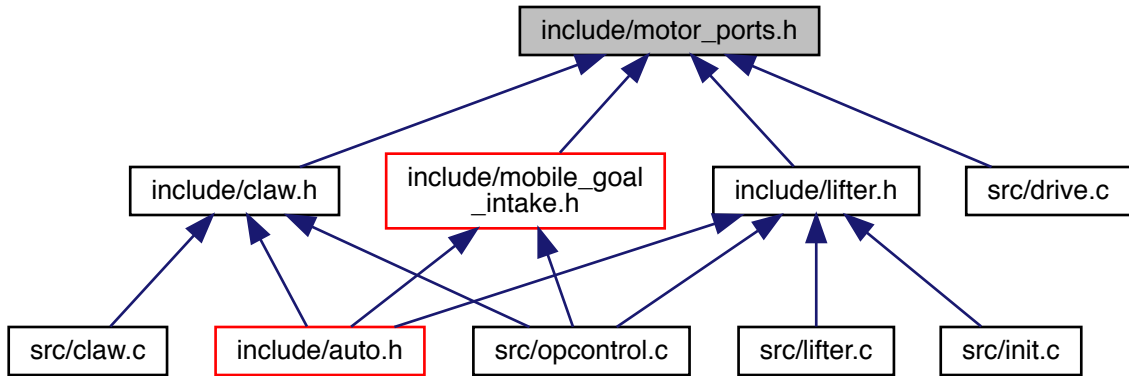 include/motor_ports.h
include/claw.h
include/mobile_goal
_intake.h
include/lifter.h
src/drive.c
src/claw.c
include/auto.h
src/opcontrol.c
src/lifter.c
src/init.c